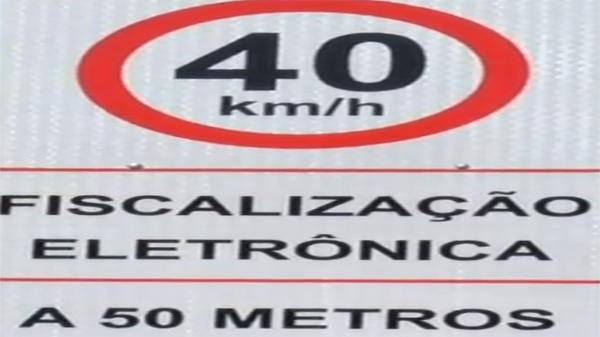 40
km/h
FISCALIZAÇÃO
ELETRÔNICA
A 50 METROS